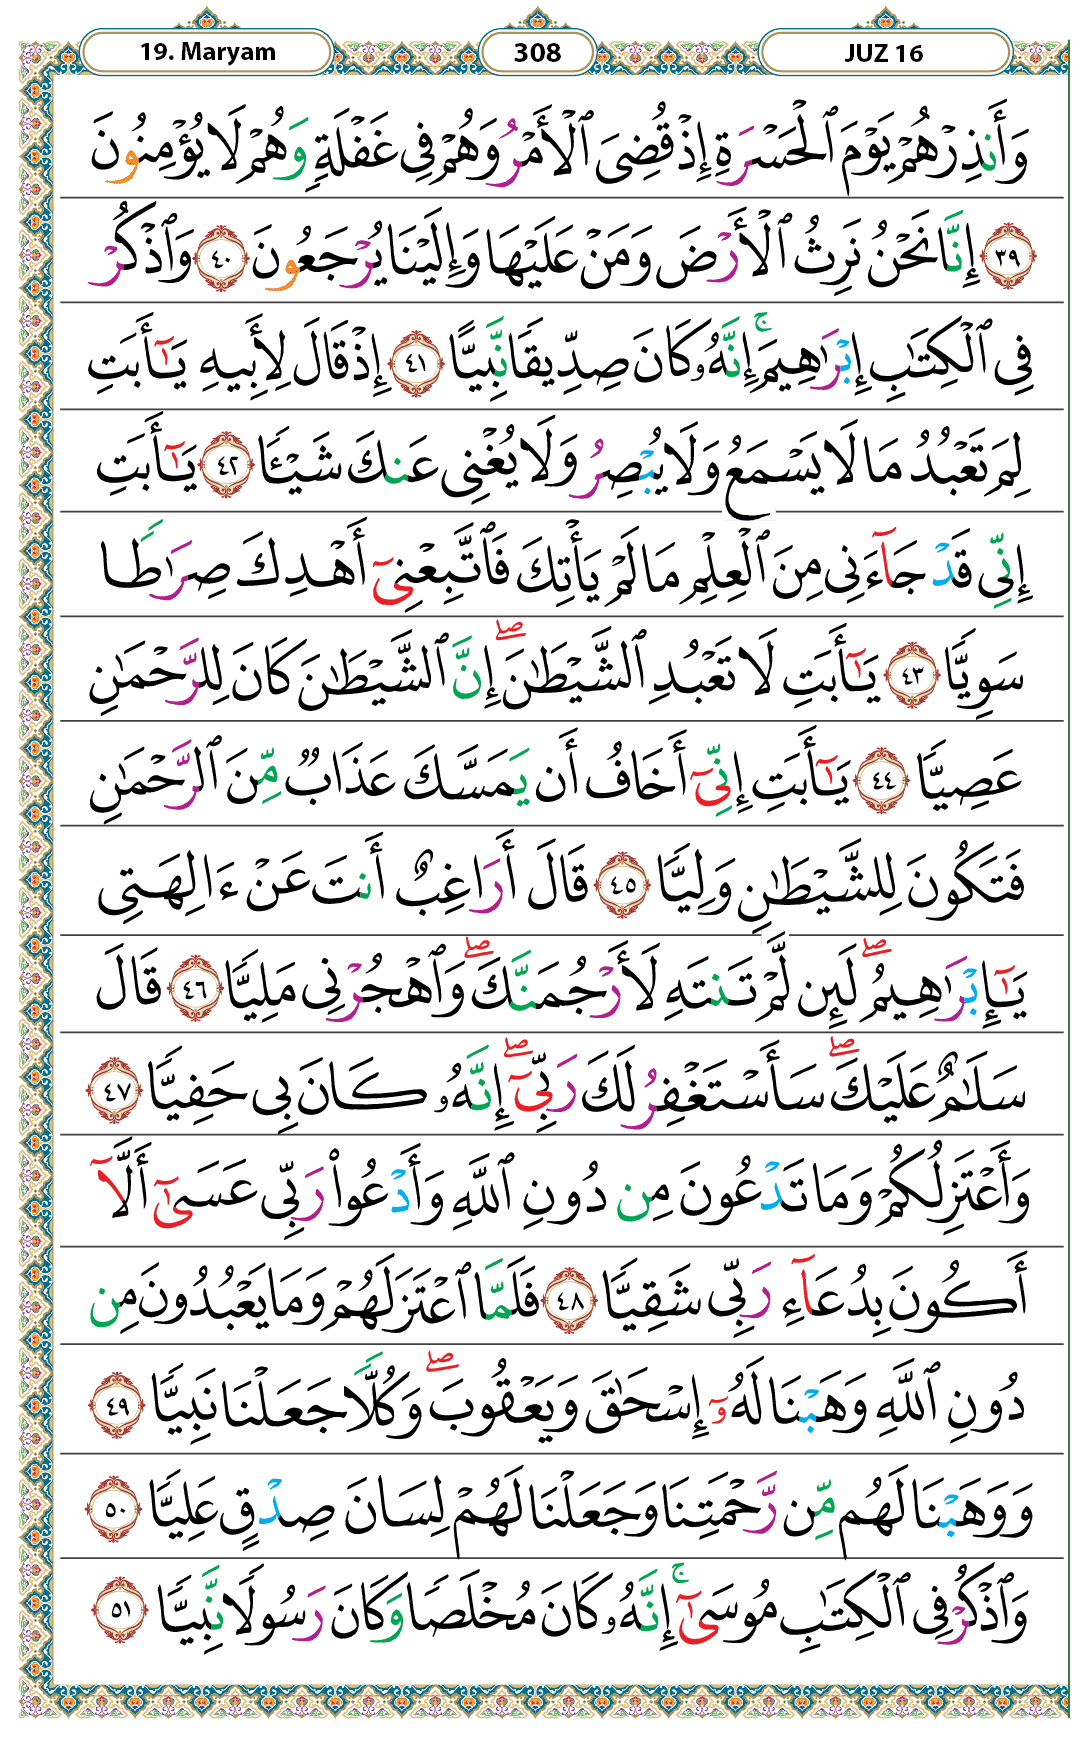 19. Maryam 308 JUZ 16
وَأَنذِرْهُمْ يَوْمَ ٱلْحَسْرَةِ إِذْ قُضِىَ ٱلْأَمْرُ وَهُمْ فِى غَفْلَةٍ وَهُمْ لَا يُؤْمِنُونَ
٣٩ إِنَّا نَحْنُ نَرِثُ ٱلْأَرْضَ وَمَنْ عَلَيْهَا وَإِلَيْنَا يُرْجَعُونَ ٤٠ وَٱذْكُرْ
فِى ٱلْكِتَٰبِ إِبْرَٰهِيمَ ۚ إِنَّهُۥ كَانَ صِدِّيقًا نَّبِيًّا ٤١ إِذْ قَالَ لِأَبِيهِ يَٰٓأَبَتِ
لِمَ تَعْبُدُ مَا لَا يَسْمَعُ وَلَا يُبْصِرُ وَلَا يُغْنِى عَنكَ شَيْـًٔا ٤٢ يَٰٓأَبَتِ
إِنِّى قَدْ جَآءَنِى مِنَ ٱلْعِلْمِ مَا لَمْ يَأْتِكَ فَٱتَّبِعْنِىٓ أَهْدِكَ صِرَٰطًا
سَوِيًّا ٤٣ يَٰٓأَبَتِ لَا تَعْبُدِ ٱلشَّيْطَٰنَ ۖ إِنَّ ٱلشَّيْطَٰنَ كَانَ لِلرَّحْمَٰنِ
عَصِيًّا ٤٤ يَٰٓأَبَتِ إِنِّىٓ أَخَافُ أَن يَمَسَّكَ عَذَابٌ مِّنَ ٱلرَّحْمَٰنِ
فَتَكُونَ لِلشَّيْطَٰنِ وَلِيًّا ٤٥ قَالَ أَرَاغِبٌ أَنتَ عَنْ ءَالِهَتِى
يَٰٓإِبْرَٰهِيمُ ۖ لَئِن لَّمْ تَنتَهِ لَأَرْجُمَنَّكَ ۖ وَٱهْجُرْنِى مَلِيًّا ٤٦ قَالَ
سَلَٰمٌ عَلَيْكَ ۖ سَأَسْتَغْفِرُ لَكَ رَبِّىٓ ۖ إِنَّهُۥ كَانَ بِى حَفِيًّا ٤٧
وَأَعْتَزِلُكُمْ وَمَا تَدْعُونَ مِن دُونِ ٱللَّهِ وَأَدْعُوا۟ رَبِّى عَسَىٰٓ أَلَّآ
أَكُونَ بِدُعَآءِ رَبِّى شَقِيًّا ٤٨ فَلَمَّا ٱعْتَزَلَهُمْ وَمَا يَعْبُدُونَ مِن
دُونِ ٱللَّهِ وَهَبْنَا لَهُۥٓ إِسْحَٰقَ وَيَعْقُوبَ ۖ وَكُلًّا جَعَلْنَا نَبِيًّا ٤٩
وَوَهَبْنَا لَهُم مِّن رَّحْمَتِنَا وَجَعَلْنَا لَهُمْ لِسَانَ صِدْقٍ عَلِيًّا ٥٠
وَٱذْكُرْ فِى ٱلْكِتَٰبِ مُوسَىٰٓ ۚ إِنَّهُۥ كَانَ مُخْلَصًا وَكَانَ رَسُولًا نَّبِيًّا ٥١